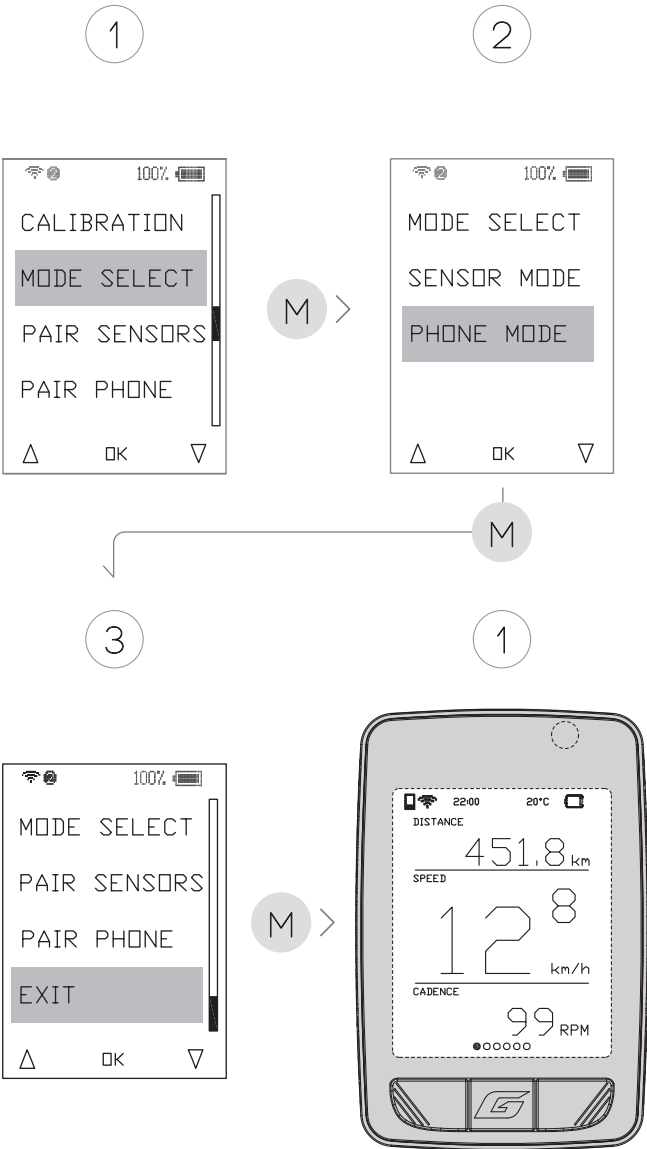 1
2
100%
CALIBRATION
MODE SELECT
PAIR SENSORS
PAIR PHONE
OK
M
100%
MODE SELECT
SENSOR MODE
PHONE MODE
OK
M
3
1
100%
MODE SELECT
PAIR SENSORS
PAIR PHONE
EXIT
OK
M
22:00 20°C
DISTANCE
451.8 km
SPEED
12 8
km/h
CADENCE
99 RPM
G